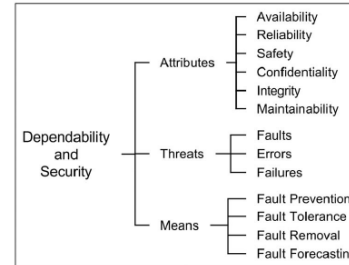 Dependability
and
Security
Attributes
Availability
Reliability
Safety
Confidentiality
Integrity
Maintainability
Threats
Faults
Errors
Failures
Means
Fault Prevention
Fault Tolerance
Fault Removal
Fault Forecastin